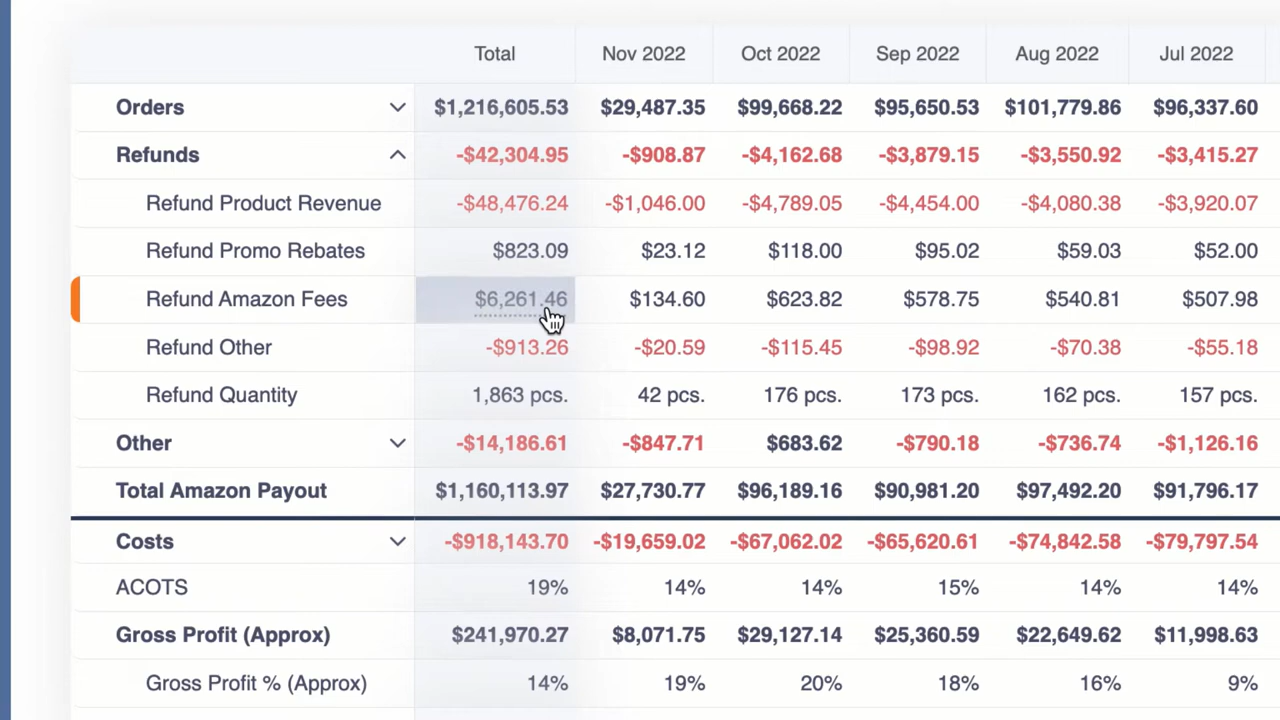 Total Nov 2022 Oct 2022 Sep 2022 Aug 2022 Jul 2022
Orders $1,216,605.53 $29,487.35 $99,668.22 $95,650.53 $101,779.86 $96,337.60
Refunds -$42,304.95 -$908.87 -$4,162.68 -$3,879.15 -$3,550.92 -$3,415.27
Refund Product Revenue -$48,476.24 -$1,046.00 -$4,789.05 -$4,454.00 -$4,080.38 -$3,920.07
Refund Promo Rebates $823.09 $23.12 $118.00 $95.02 $59.03 $52.00
Refund Amazon Fees $6,261.46 $134.60 $623.82 $578.75 $540.81 $507.98
Refund Other -$913.26 -$20.59 -$115.45 -$98.92 -$70.38 -$55.18
Refund Quantity 1,863 pcs. 42 pcs. 176 pcs. 173 pcs. 162 pcs. 157 pcs.
Other -$14,186.61 -$847.71 $683.62 -$790.18 -$736.74 -$1,126.16
Total Amazon Payout $1,160,113.97 $27,730.77 $96,189.16 $90,981.20 $97,492.20 $91,796.17
Costs -$918,143.70 -$19,659.02 -$67,062.02 -$65,620.61 -$74,842.58 -$79,797.54
ACOTS 19% 14% 14% 15% 14% 14%
Gross Profit (Approx) $241,970.27 $8,071.75 $29,127.14 $25,360.59 $22,649.62 $11,998.63
Gross Profit % (Approx) 14% 19% 20% 18% 16% 9%